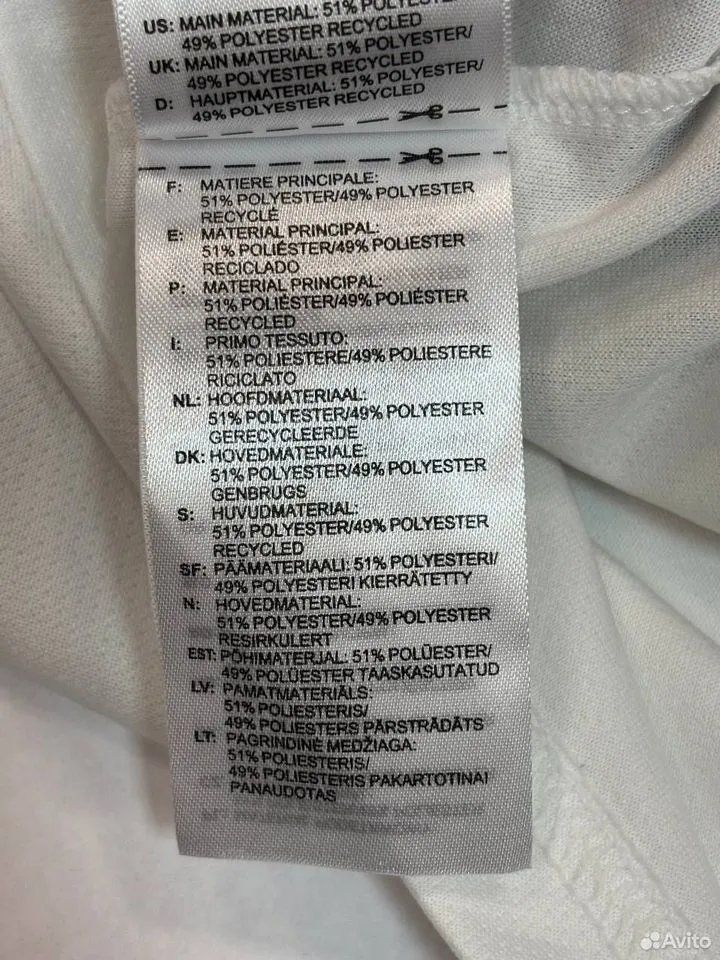 US: MAIN MATERIAL: 51% POLYESTER/
49% POLYESTER RECYCLED
UK: MAIN MATERIAL: 51% POLYESTER/
49% POLYESTER RECYCLED
D: HAUPTMATERIAL: 51% POLYESTER/
49% POLYESTER RECYCLED
F: MATIERE PRINCIPALE:
51% POLYESTER/49% POLYESTER
RECYCLÉ
E: MATERIAL PRINCIPAL:
51% POLIÉSTER/49% POLIESTER
RECICLADO
P: MATERIAL PRINCIPAL:
51% POLIÉSTER/49% POLIÉSTER
RECYCLED
I: PRIMO TESSUTO:
51% POLIESTERE/49% POLIESTERE
RICICLATO
NL: HOOFDMATERIAAL:
51% POLYESTER/49% POLYESTER
GERECYCLEERDE
DK: HOVEDMATERIALE:
51% POLYESTER/49% POLYESTER
GENBRUGS
S: HUVUDMATERIAL:
51% POLYESTER/49% POLYESTER
RECYCLED
SF: PÄÄMATERIAALI: 51% POLYESTERI/
49% POLYESTERI KIERRÄTETTY
N: HOVEDMATERIAL:
51% POLYESTER/49% POLYESTER
RESIRKULERT
EST: PÕHIMATERJAL: 51% POLÜESTER/
49% POLÜESTER TAASKASUTATUD
LV: PAMATMATERIĀLS:
51% POLIESTERIS/
49% POLIESTERS PĀRSTRĀDĀTS
LT: PAGRINDINĖ MEDŽIAGA:
51% POLIESTERIS/
49% POLIESTERIS PAKARTOTINAI
PANAUDOTAS
Avito